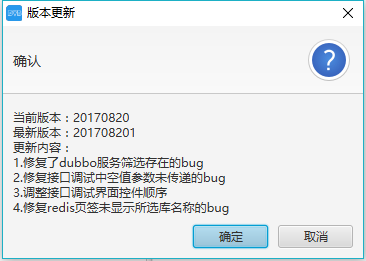 版本更新
确认
当前版本：20170820
最新版本：201708201
更新内容：
1.修复了dubbo服务筛选存在的bug
2.修复接口调试中空值参数未传递的bug
3.调整接口调试界面控件顺序
4.修复redis页签未显示所选库名称的bug
确定
取消